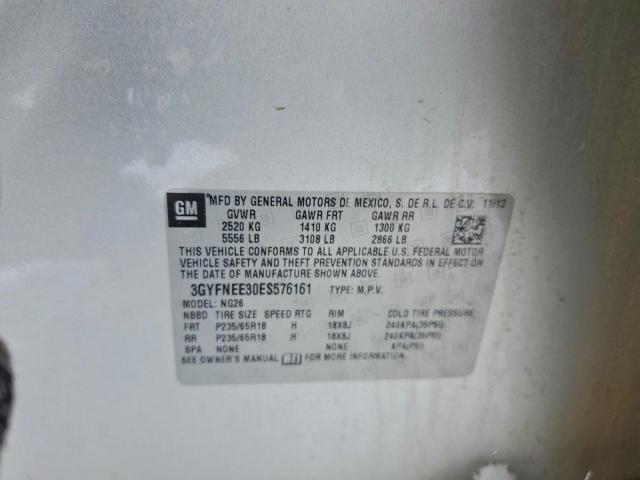 GM
MFD BY GENERAL MOTORS DE MEXICO, S. DE R.L. DE C.V. 11/13
GVWR GAWR FRT GAWR RR
2520 KG 1410 KG 1300 KG
5556 LB 3108 LB 2866 LB
THIS VEHICLE CONFORMS TO ALL APPLICABLE U.S. FEDERAL MOTOR
VEHICLE SAFETY AND THEFT PREVENTION STANDARDS IN EFFECT ON
THE DATE OF MANUFACTURE SHOWN ABOVE.
3GYFNEE30ES576161 TYPE: M.P.V.
MODEL: NG26
NBBD TIRE SIZE SPEED RTG RIM COLD TIRE PRESSURE
FRT P235/65R18 H 18X8J 240KPA(35PSI)
RR P235/65R18 H 18X8J 240KPA(35PSI)
SPA NONE NONE KPA(PSI)
SEE OWNER'S MANUAL FOR MORE INFORMATION.